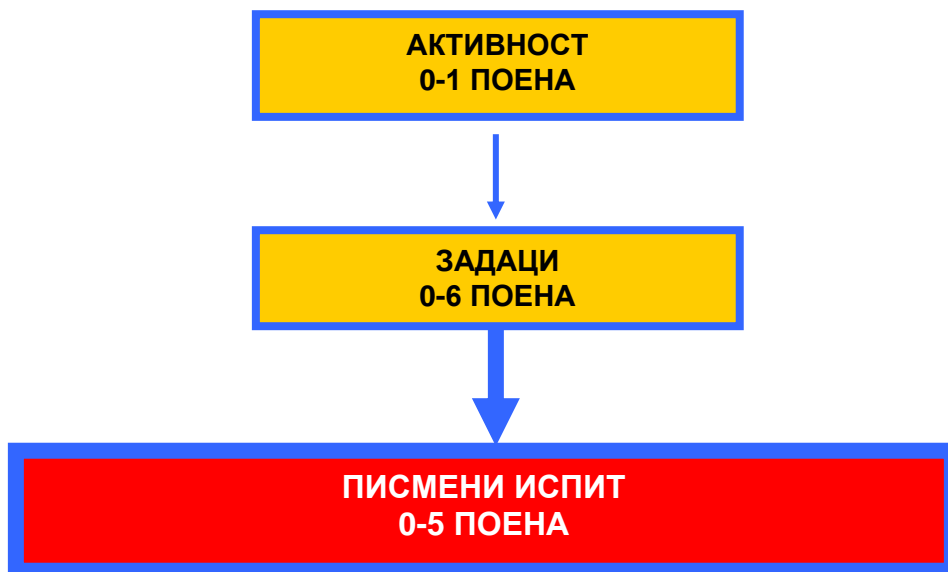 АКТИВНОСТ
0-1 ПОЕНА
ЗАДАЦИ
0-6 ПОЕНА
ПИСМЕНИ ИСПИТ
0-5 ПОЕНА